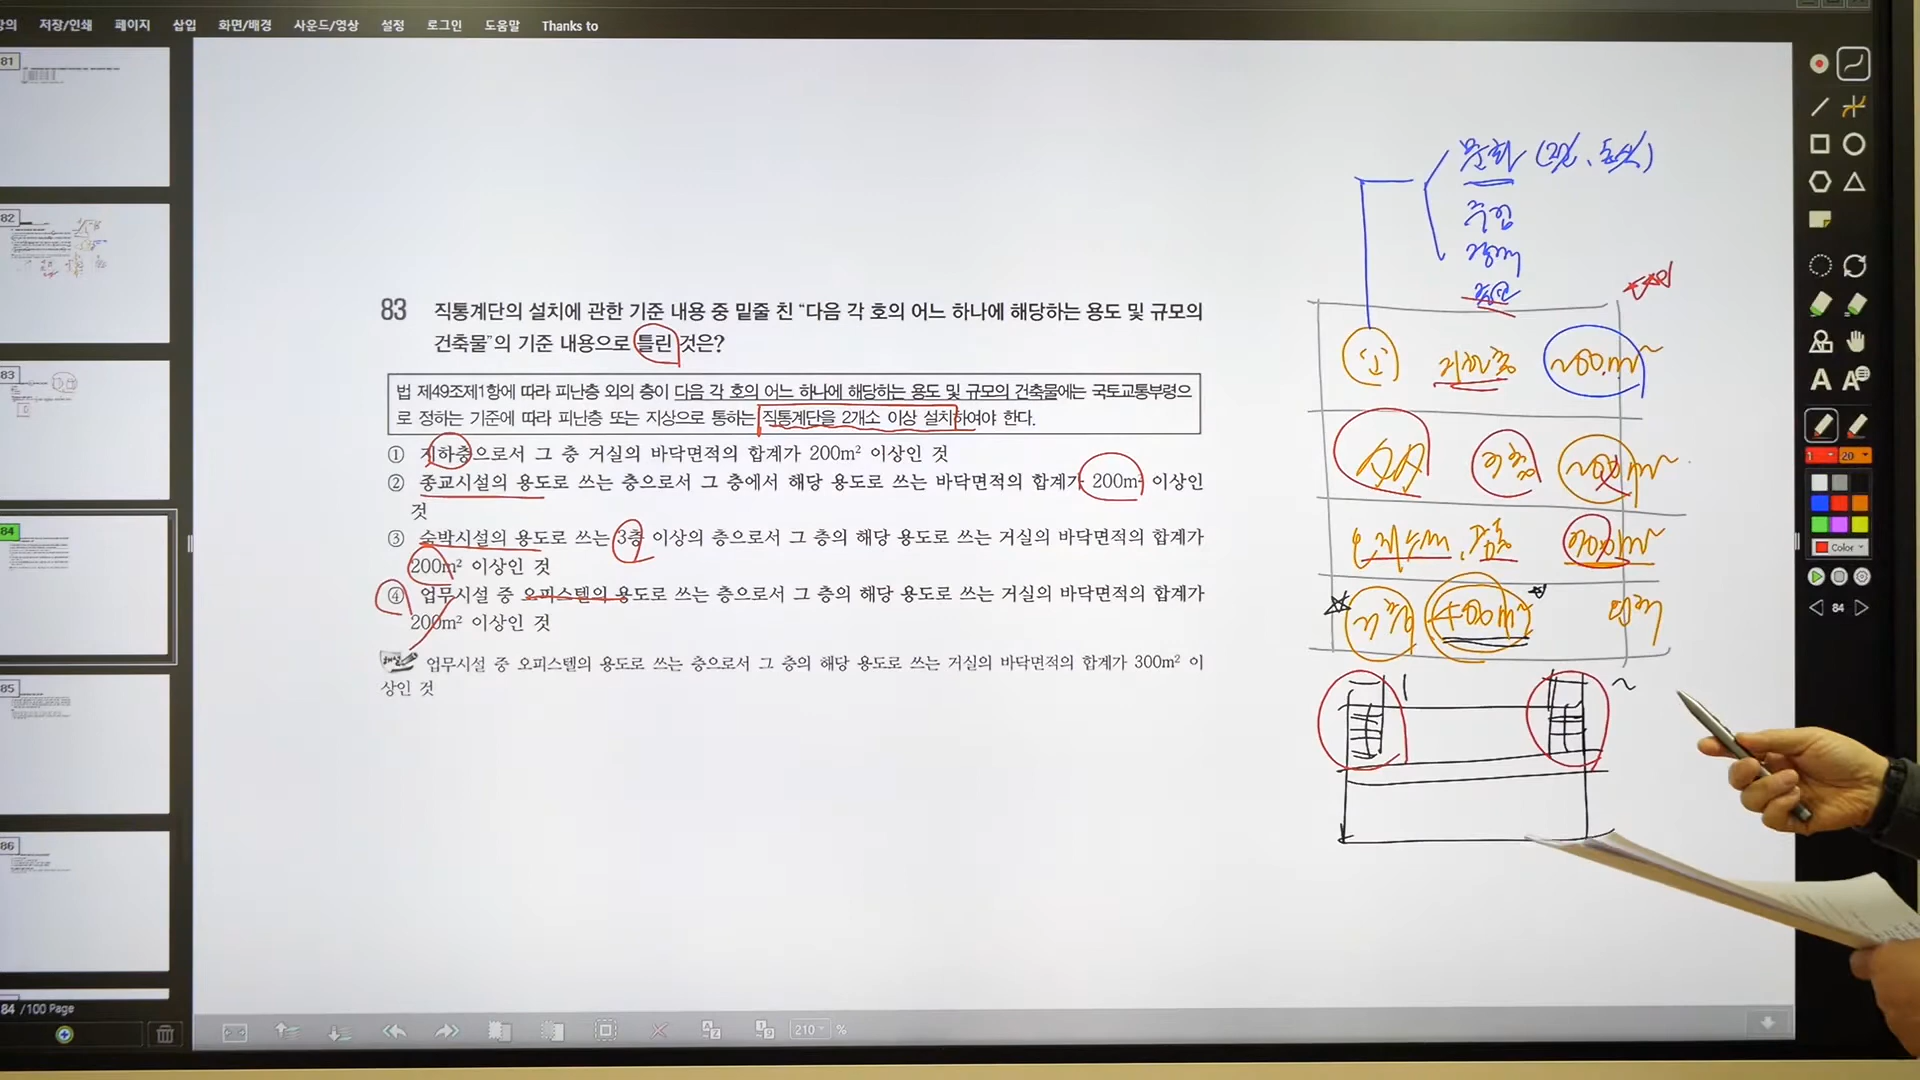 저장/인쇄 페이지 삽입 화면/배경 사운드/영상 설정 로그인 도움말 Thanks to
81
82
83
84
85
86
84 /100 Page
83 직통계단의 설치에 관한 기준 내용 중 밑줄 친 “다음 각 호의 어느 하나에 해당하는 용도 및 규모의
건축물”의 기준 내용으로 틀린 것은?
법 제49조제1항에 따라 피난층 외의 층이 다음 각 호의 어느 하나에 해당하는 용도 및 규모의 건축물에는 국토교통부령으
로 정하는 기준에 따라 피난층 또는 지상으로 통하는 직통계단을 2개소 이상 설치하여야 한다.
① 지하층으로서 그 층 거실의 바닥면적의 합계가 200m² 이상인 것
② 종교시설의 용도로 쓰는 층으로서 그 층에서 해당 용도로 쓰는 바닥면적의 합계가 200m² 이상인
것
③ 숙박시설의 용도로 쓰는 3층 이상의 층으로서 그 층의 해당 용도로 쓰는 거실의 바닥면적의 합계가
200m² 이상인 것
④ 업무시설 중 오피스텔의 용도로 쓰는 층으로서 그 층의 해당 용도로 쓰는 거실의 바닥면적의 합계가
200m² 이상인 것
해설 업무시설 중 오피스텔의 용도로 쓰는 층으로서 그 층의 해당 용도로 쓰는 거실의 바닥면적의 합계가 300m² 이
상인 것
문화
지하층
400m²
Color
84
210 %